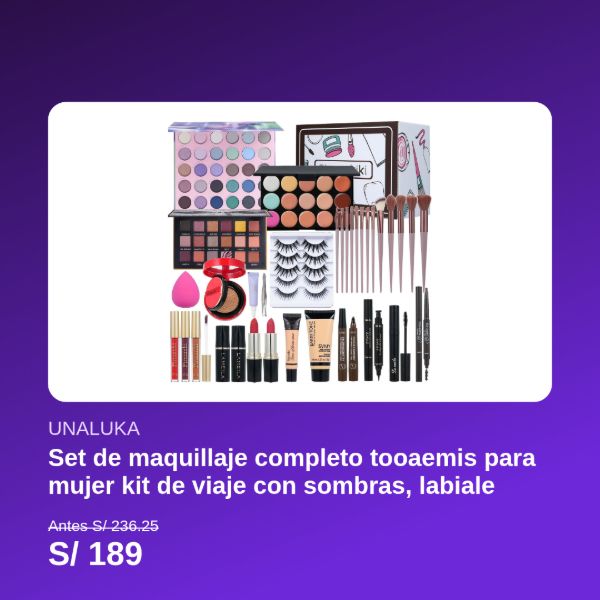 UNALUKA
Set de maquillaje completo tooaemis para
mujer kit de viaje con sombras, labiale
Antes S/ 236.25
S/ 189